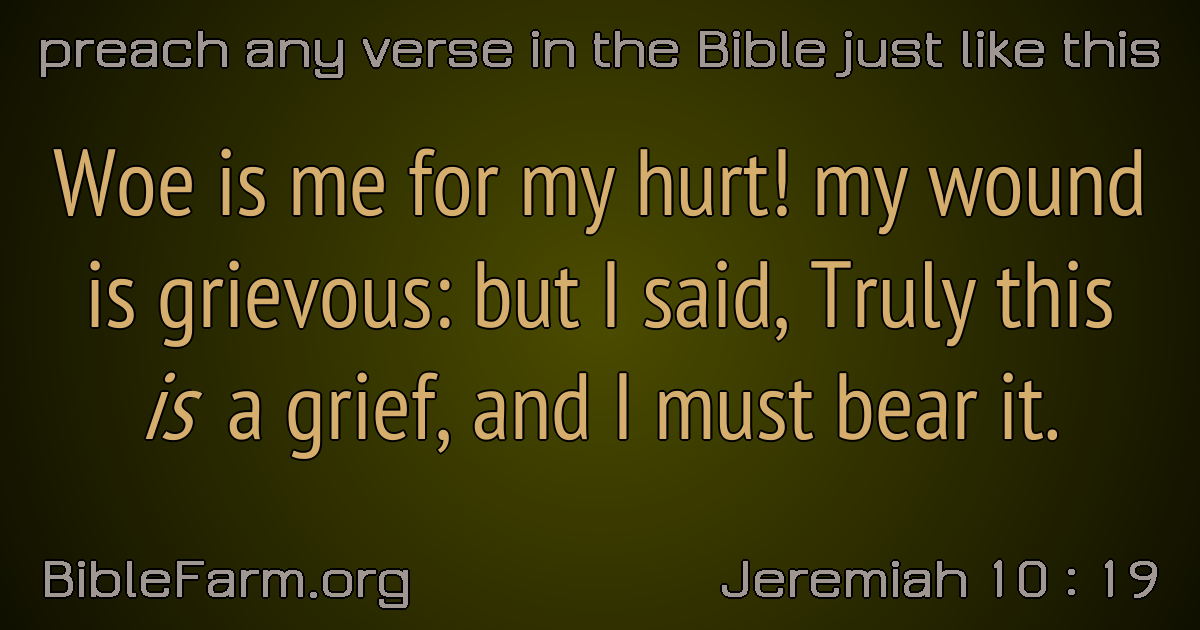 preach any verse in the Bible just like this
Woe is me for my hurt! my wound
is grievous: but I said, Truly this
is a grief, and I must bear it.
BibleFarm.org
Jeremiah 10 : 19